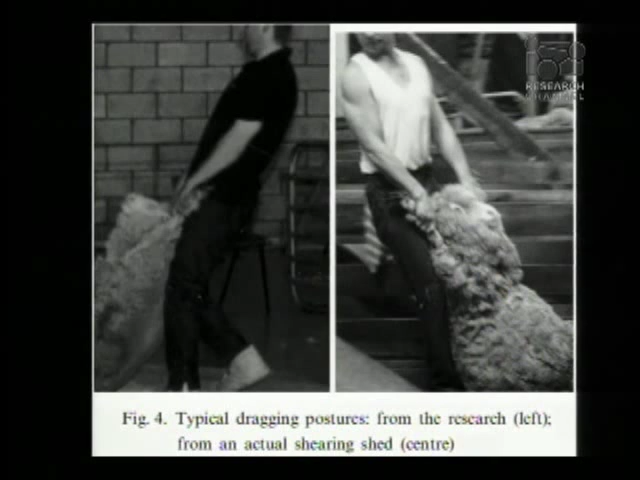 RESEARCH
CHANNEL
Fig. 4. Typical dragging postures: from the research (left);
from an actual shearing shed (centre)